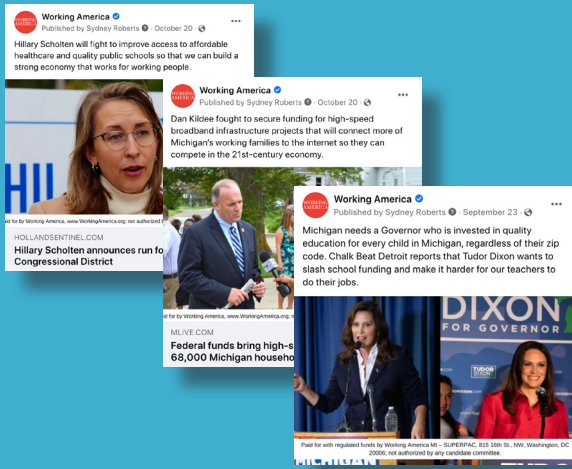 Working America
Published by Sydney Roberts · October 20 ·
Hillary Scholten will fight to improve access to affordable
healthcare and quality public schools so that we can build a
strong economy that works for working people.
HI
id for by Working America, www.WorkingAmerica.org; not authorized
HOLLANDSENTINEL.COM
Hillary Scholten announces run fo
Congressional District
WORKING
AMERICA
Working America
Published by Sydney Roberts · October 20 ·
Dan Kildee fought to secure funding for high-speed
broadband infrastructure projects that will connect more of
Michigan's working families to the internet so they can
compete in the 21st-century economy.
d for by Working America, www.WorkingAmerica.org; n
MLIVE.COM
Federal funds bring high-s
68,000 Michigan househo
WORKING
AMERICA
Working America
Published by Sydney Roberts · September 23 ·
Michigan needs a Governor who is invested in quality
education for every child in Michigan, regardless of their zip
code. Chalk Beat Detroit reports that Tudor Dixon wants to
slash school funding and make it harder for our teachers to
do their jobs.
DIXON
FOR GOVERNOR
TUDOR
DIXON
Paid for with regulated funds by Working America MI – SUPERPAC, 815 16th St., NW, Washington, DC
20006; not authorized by any candidate committee.